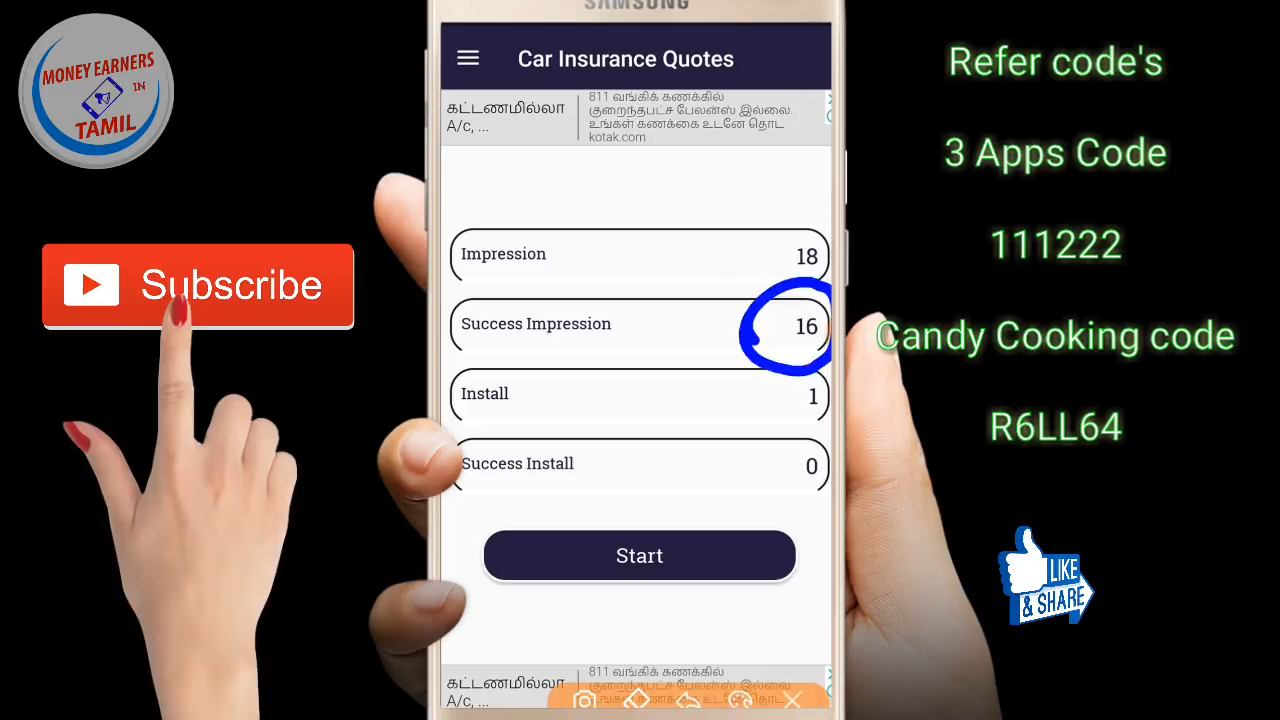 MONEY EARNERS
IN
TAMIL
Subscribe
SAMSUNG
Car Insurance Quotes
கட்டணமில்லா
A/c, ...
811 வங்கிக் கணக்கில்
குறைந்தபட்ச பேலன்ஸ் இல்லை.
உங்கள் கணக்கை உடனே தொட
kotak.com
Impression
18
Success Impression
16
Install
1
Success Install
0
Start
கட்டணமில்லா
A/c, ...
811 வங்கிக் கணக்கில்
Refer code's
3 Apps Code
111222
Candy Cooking code
R6LL64
LIKE
& SHARE